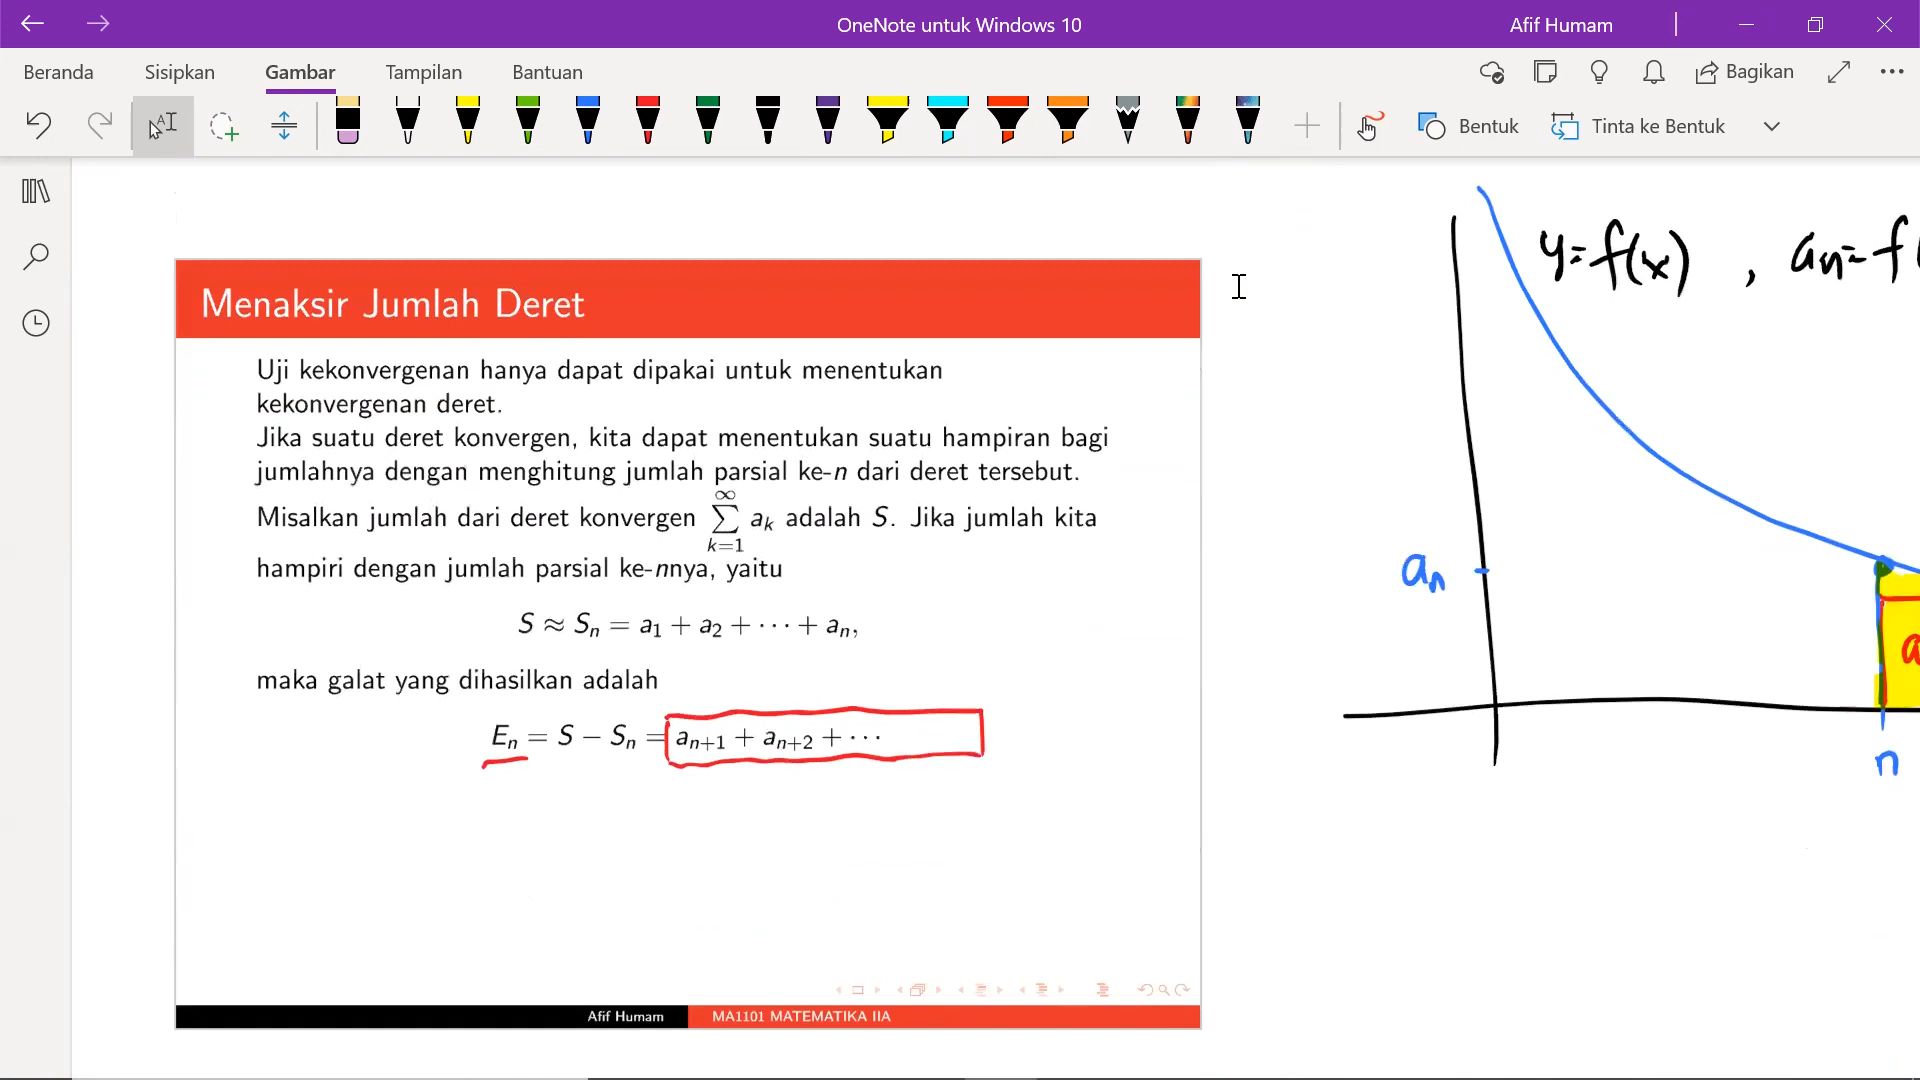 OneNote untuk Windows 10
Afif Humam
Beranda Sisipkan Gambar Tampilan Bantuan
Bagikan
Bentuk
Tinta ke Bentuk
Menaksir Jumlah Deret
Uji kekonvergenan hanya dapat dipakai untuk menentukan
kekonvergenan deret.
Jika suatu deret konvergen, kita dapat menentukan suatu hampiran bagi
jumlahnya dengan menghitung jumlah parsial ke-n dari deret tersebut.
Misalkan jumlah dari deret konvergen ∑_{k=1}^{∞} a_k adalah S. Jika jumlah kita
hampiri dengan jumlah parsial ke-nnya, yaitu
S ≈ S_n = a_1 + a_2 + ⋯ + a_n,
maka galat yang dihasilkan adalah
E_n = S − S_n = a_{n+1} + a_{n+2} + ⋯
Afif Humam
MA1101 MATEMATIKA IIA
y=f(x) , a_n=f(
a_n
a
n